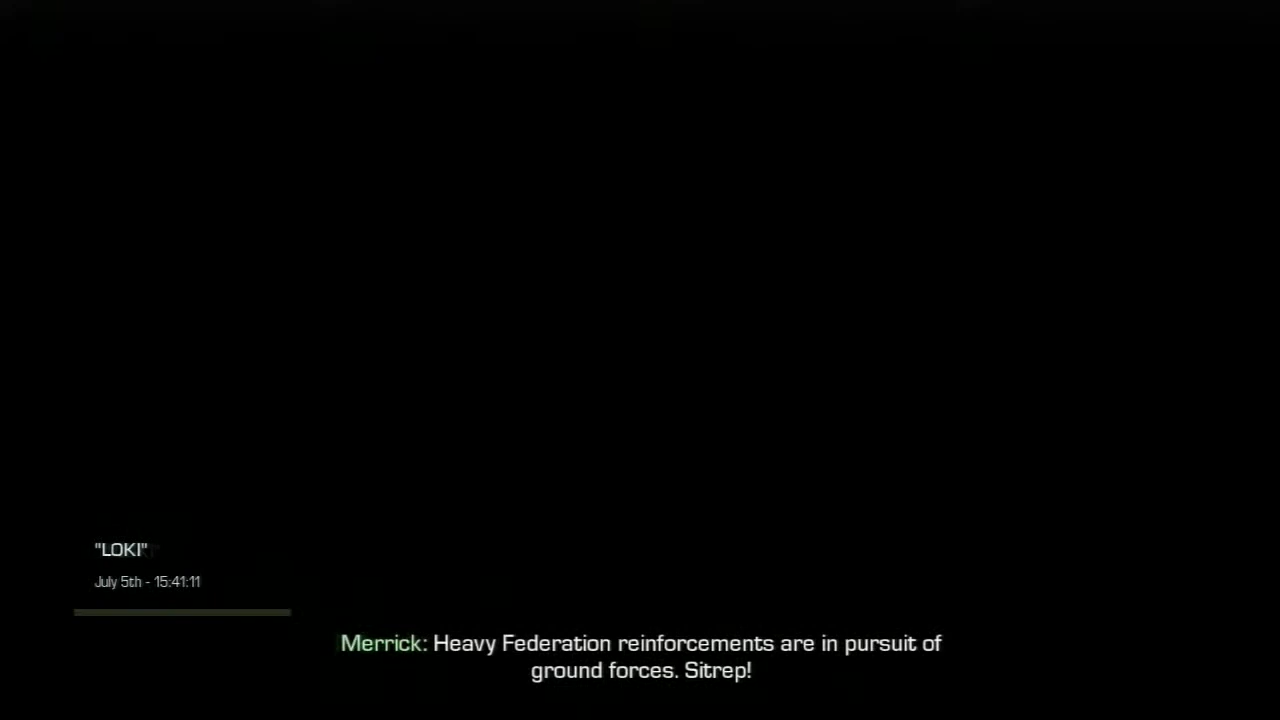 "LOKI"
July 5th - 15:41:11
Merrick: Heavy Federation reinforcements are in pursuit of
ground forces. Sitrep!